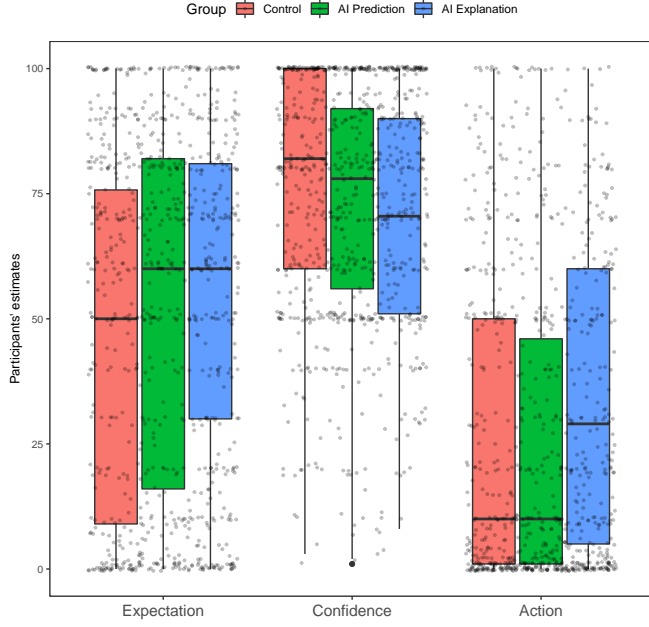 Group Control AI Prediction AI Explanation
100
75
50
25
0
Participants' estimates
Expectation Confidence Action